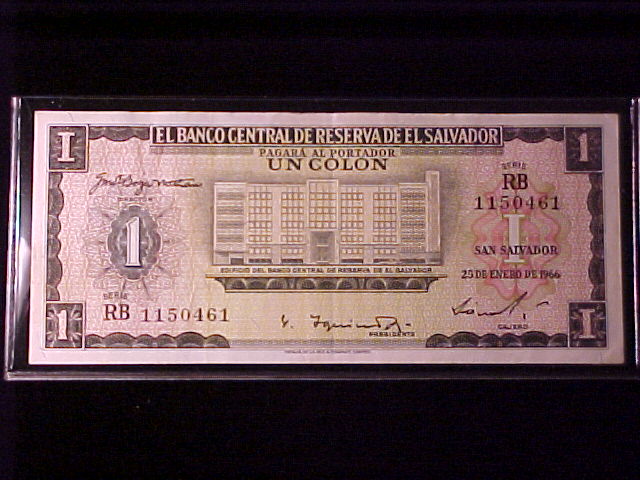 I
EL BANCO CENTRAL DE RESERVA DE EL SALVADOR
1
PAGARÁ AL PORTADOR
UN COLON
SERIE
RB
1150461
DIRECTOR
1
I
SAN SALVADOR
EDIFICIO DEL BANCO CENTRAL DE RESERVA DE EL SALVADOR
25 DE ENERO DE 1966
SERIE
RB 1150461
1
PRESIDENTE
CAJERO
I